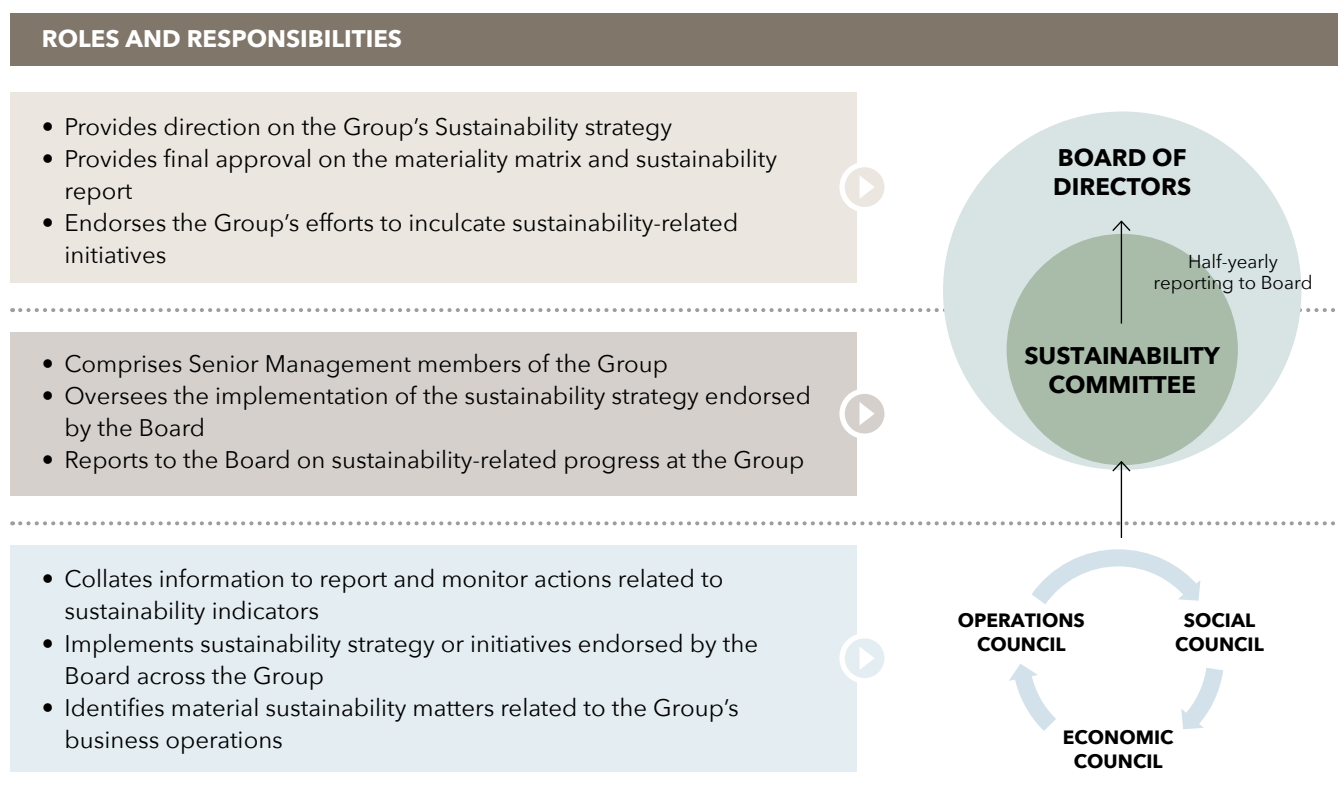 ROLES AND RESPONSIBILITIES
• Provides direction on the Group’s Sustainability strategy
• Provides final approval on the materiality matrix and sustainability
report
• Endorses the Group’s efforts to inculcate sustainability-related
initiatives
BOARD OF
DIRECTORS
Half-yearly
reporting to Board
• Comprises Senior Management members of the Group
• Oversees the implementation of the sustainability strategy endorsed
by the Board
• Reports to the Board on sustainability-related progress at the Group
SUSTAINABILITY
COMMITTEE
• Collates information to report and monitor actions related to
sustainability indicators
• Implements sustainability strategy or initiatives endorsed by the
Board across the Group
• Identifies material sustainability matters related to the Group’s
business operations
OPERATIONS
COUNCIL
SOCIAL
COUNCIL
ECONOMIC
COUNCIL